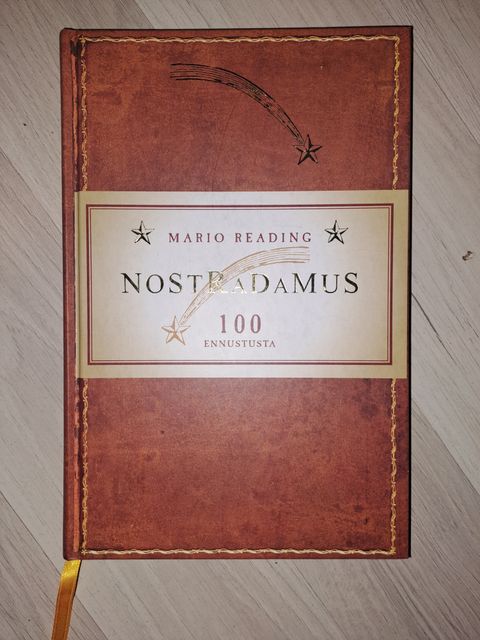 MARIO READING
NOSTRADAMUS
100
ENNUSTUSTA